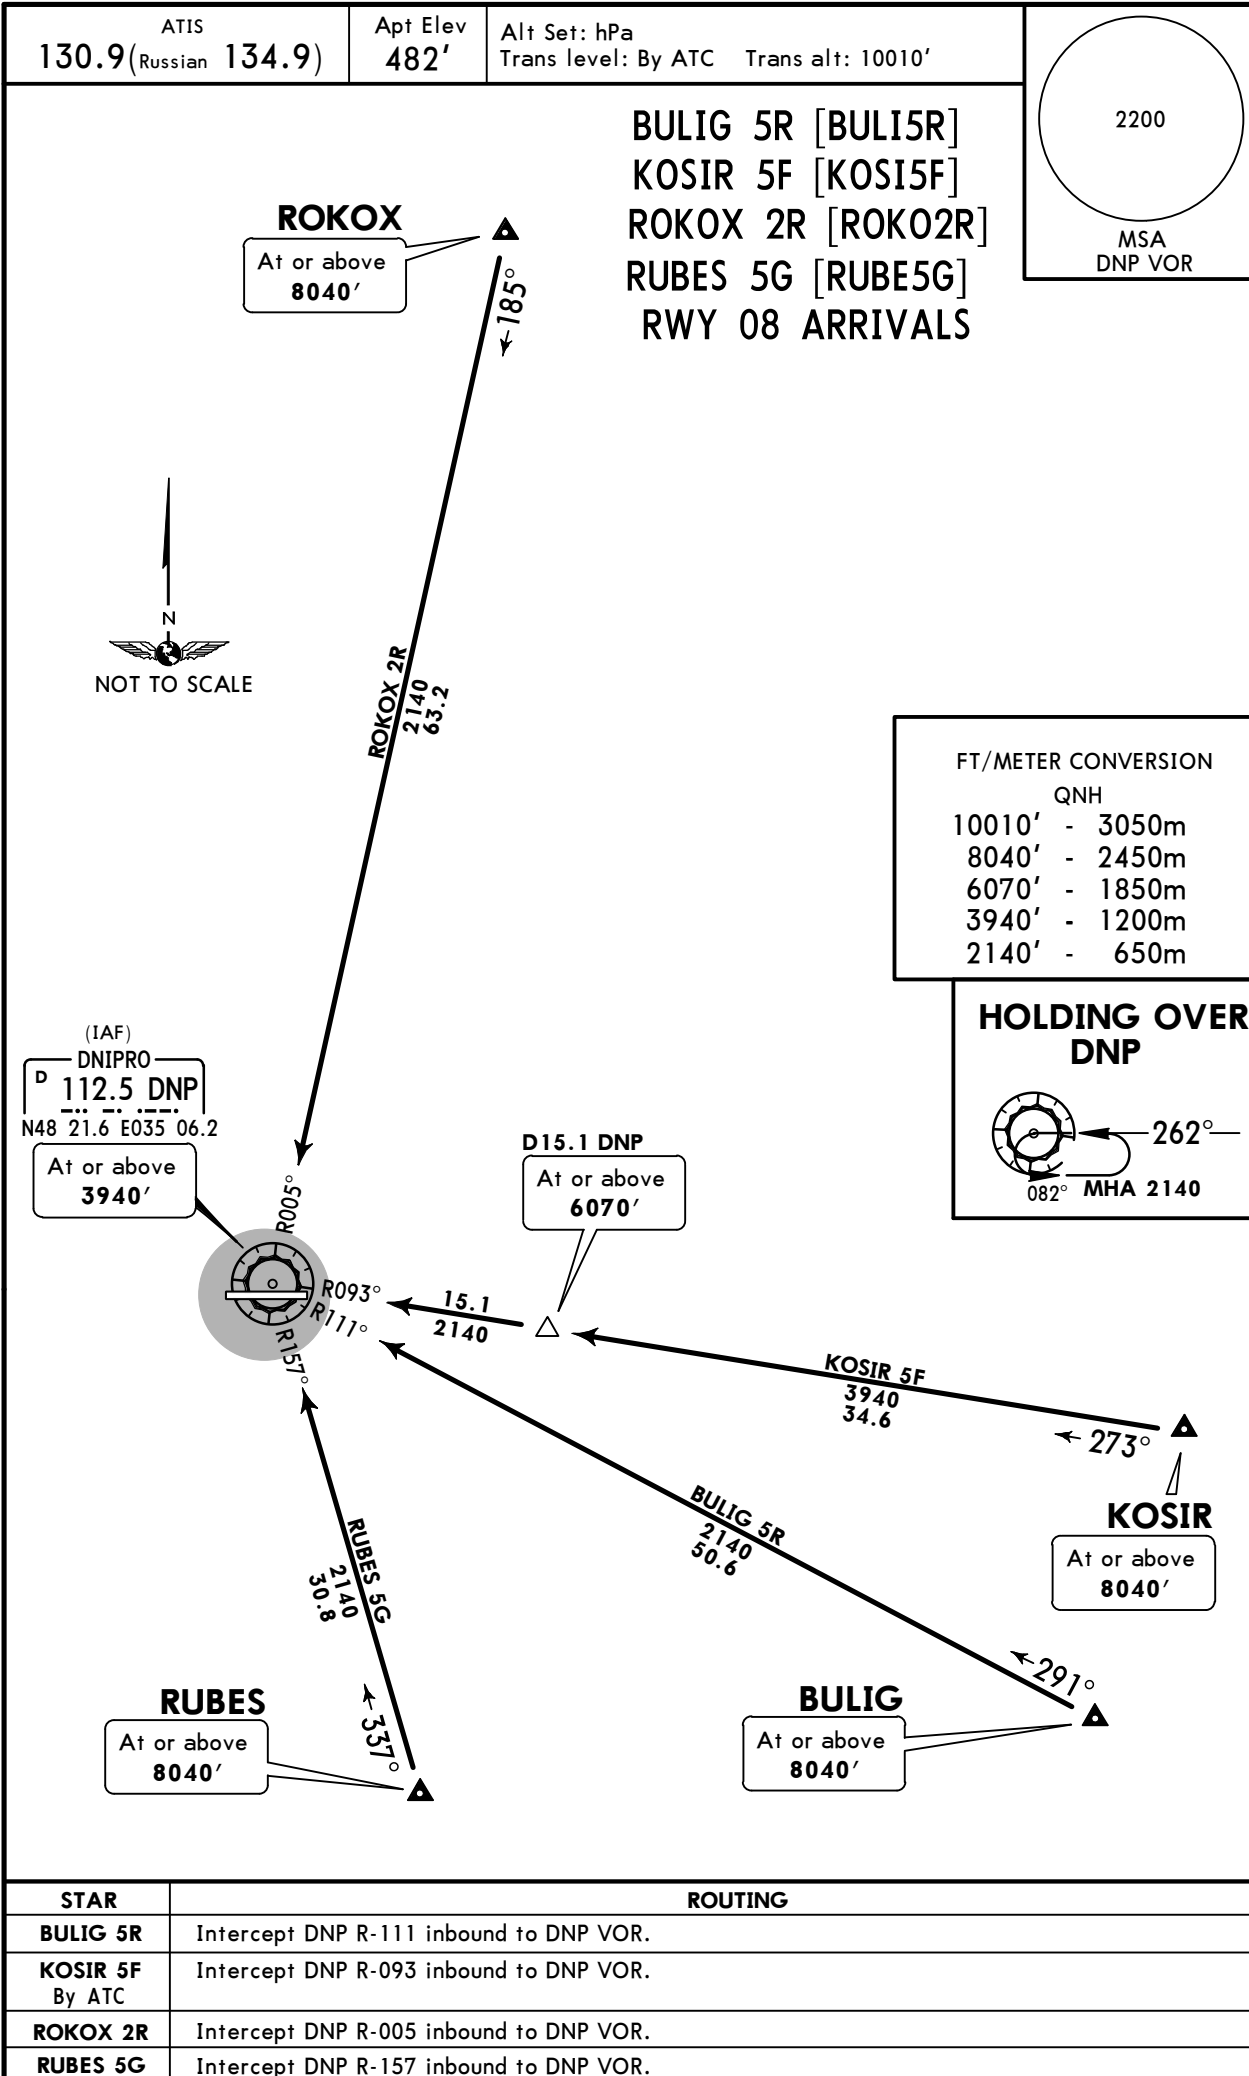 ATIS
130.9(Russian 134.9)
Apt Elev
482'
Alt Set: hPa
Trans level: By ATC Trans alt: 10010'
2200
MSA
DNP VOR
BULIG 5R [BULI5R]
KOSIR 5F [KOSI5F]
ROKOX 2R [ROKO2R]
RUBES 5G [RUBE5G]
RWY 08 ARRIVALS
ROKOX
At or above
8040'
185°
N
NOT TO SCALE
ROKOX 2R
2140
63.2
FT/METER CONVERSION
QNH
10010' - 3050m
8040' - 2450m
6070' - 1850m
3940' - 1200m
2140' - 650m
HOLDING OVER
DNP
262°
082° MHA 2140
(IAF)
DNIPRO
D 112.5 DNP
N48 21.6 E035 06.2
At or above
3940'
D15.1 DNP
At or above
6070'
R005°
R093°
R111°
R157°
15.1
2140
KOSIR 5F
3940
34.6
273°
KOSIR
At or above
8040'
BULIG 5R
2140
50.6
291°
BULIG
At or above
8040'
RUBES 5G
2140
30.8
337°
RUBES
At or above
8040'
STAR ROUTING
BULIG 5R Intercept DNP R-111 inbound to DNP VOR.
KOSIR 5F Intercept DNP R-093 inbound to DNP VOR.
By ATC
ROKOX 2R Intercept DNP R-005 inbound to DNP VOR.
RUBES 5G Intercept DNP R-157 inbound to DNP VOR.